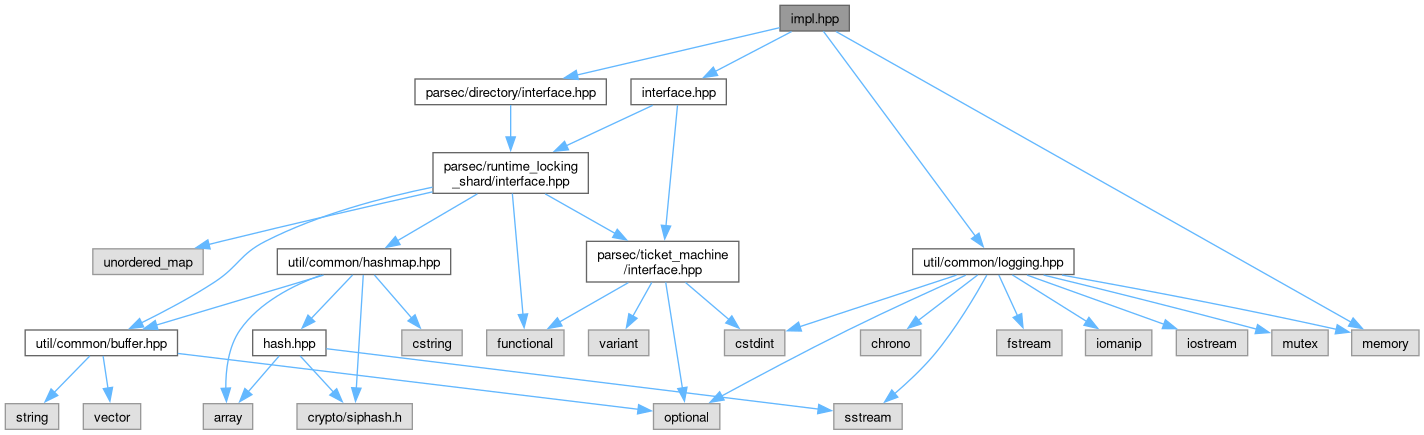 impl.hpp
parsec/directory/interface.hpp
interface.hpp
parsec/runtime_locking
_shard/interface.hpp
unordered_map
util/common/hashmap.hpp
parsec/ticket_machine
/interface.hpp
util/common/logging.hpp
util/common/buffer.hpp
hash.hpp
cstring
functional
variant
cstdint
chrono
fstream
iomanip
iostream
mutex
memory
string
vector
array
crypto/siphash.h
optional
sstream